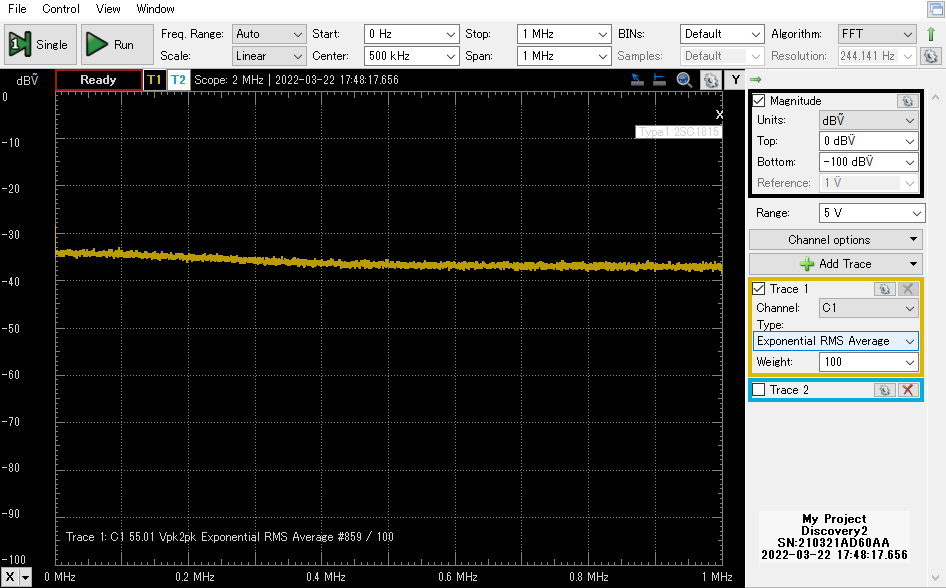 File Control View Window
Single Run Freq. Range: Auto Start: 0 Hz Stop: 1 MHz BINs: Default Algorithm: FFT
Scale: Linear Center: 500 kHz Span: 1 MHz Samples: Default Resolution: 244.141 Hz
dBṼ Ready T1 T2 Scope: 2 MHz | 2022-03-22 17:48:17.656 Y
0
-10
-20
-30
-40
-50
-60
-70
-80
-90
-100
X
Type1 2SC1815
Trace 1: C1 55.01 Vpk2pk Exponential RMS Average #859 / 100
X 0 MHz 0.2 MHz 0.4 MHz 0.6 MHz 0.8 MHz 1 MHz
Magnitude
Units: dBṼ
Top: 0 dBṼ
Bottom: -100 dBṼ
Reference: 1 Ṽ
Range: 5 V
Channel options
Add Trace
Trace 1
Channel: C1
Type:
Exponential RMS Average
Weight: 100
Trace 2
My Project
Discovery2
SN:210321AD60AA
2022-03-22 17:48:17.656